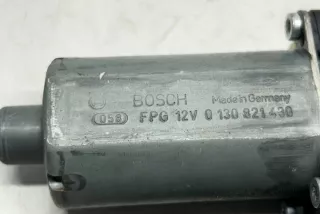 BOSCH Made in Germany
058 FPG 12V 0 130 821 430